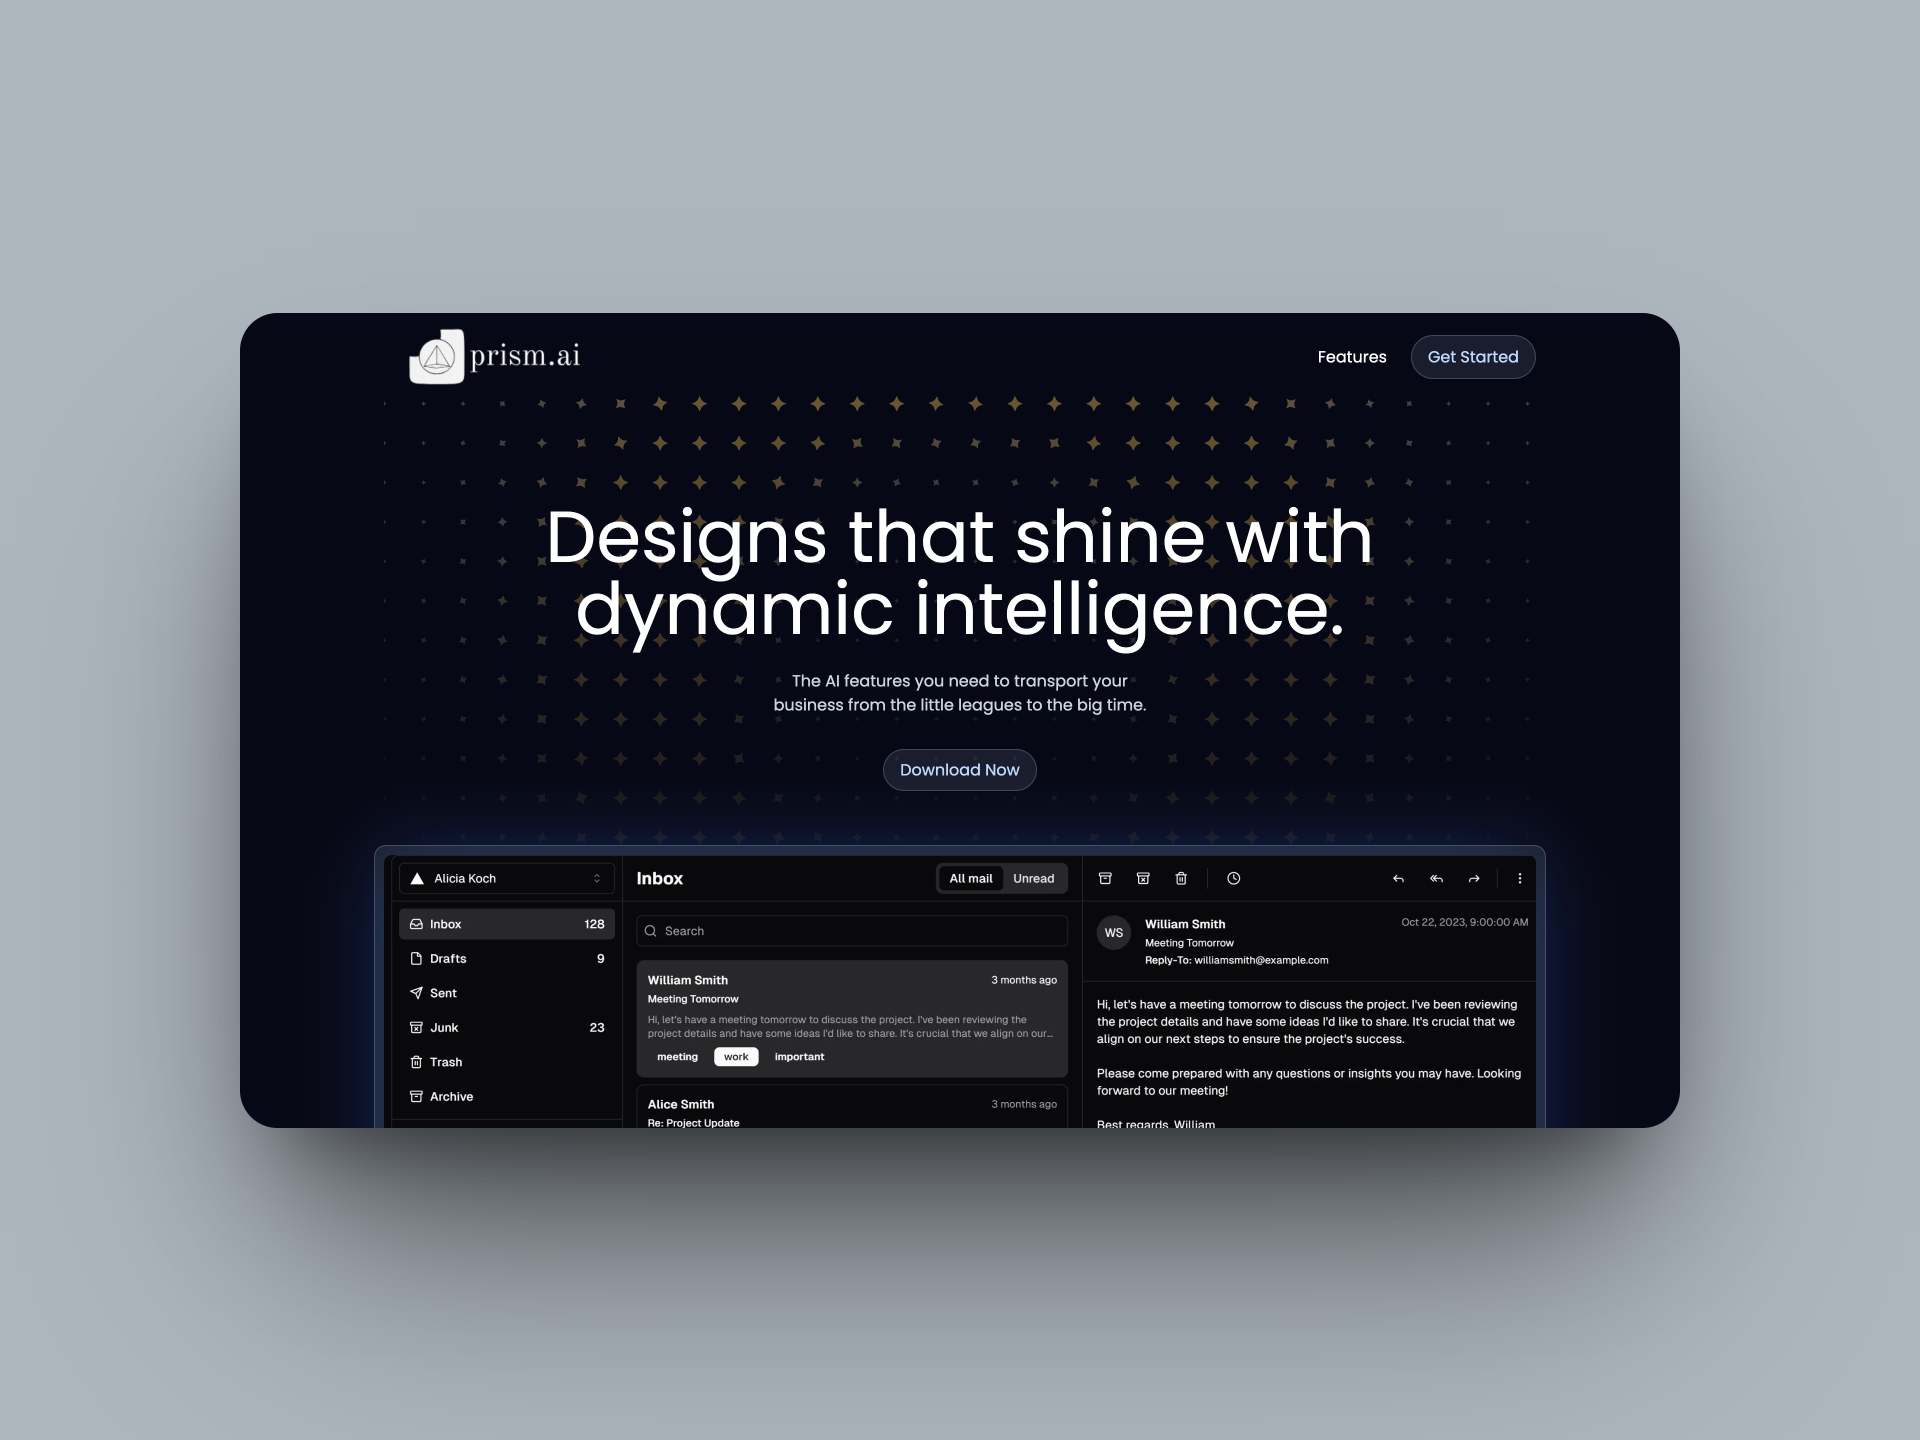 prism.ai
Features
Get Started
Designs that shine with
dynamic intelligence.
The AI features you need to transport your
business from the little leagues to the big time.
Download Now
Alicia Koch
Inbox 128
Drafts 9
Sent
Junk 23
Trash
Archive
Inbox
All mail Unread
Search
William Smith 3 months ago
Meeting Tomorrow
Hi, let's have a meeting tomorrow to discuss the project. I've been reviewing the
project details and have some ideas I'd like to share. It's crucial that we align on our...
meeting work important
Alice Smith 3 months ago
Re: Project Update
WS
William Smith Oct 22, 2023, 9:00:00 AM
Meeting Tomorrow
Reply-To: williamsmith@example.com
Hi, let's have a meeting tomorrow to discuss the project. I've been reviewing
the project details and have some ideas I'd like to share. It's crucial that we
align on our next steps to ensure the project's success.
Please come prepared with any questions or insights you may have. Looking
forward to our meeting!
Best regards, William